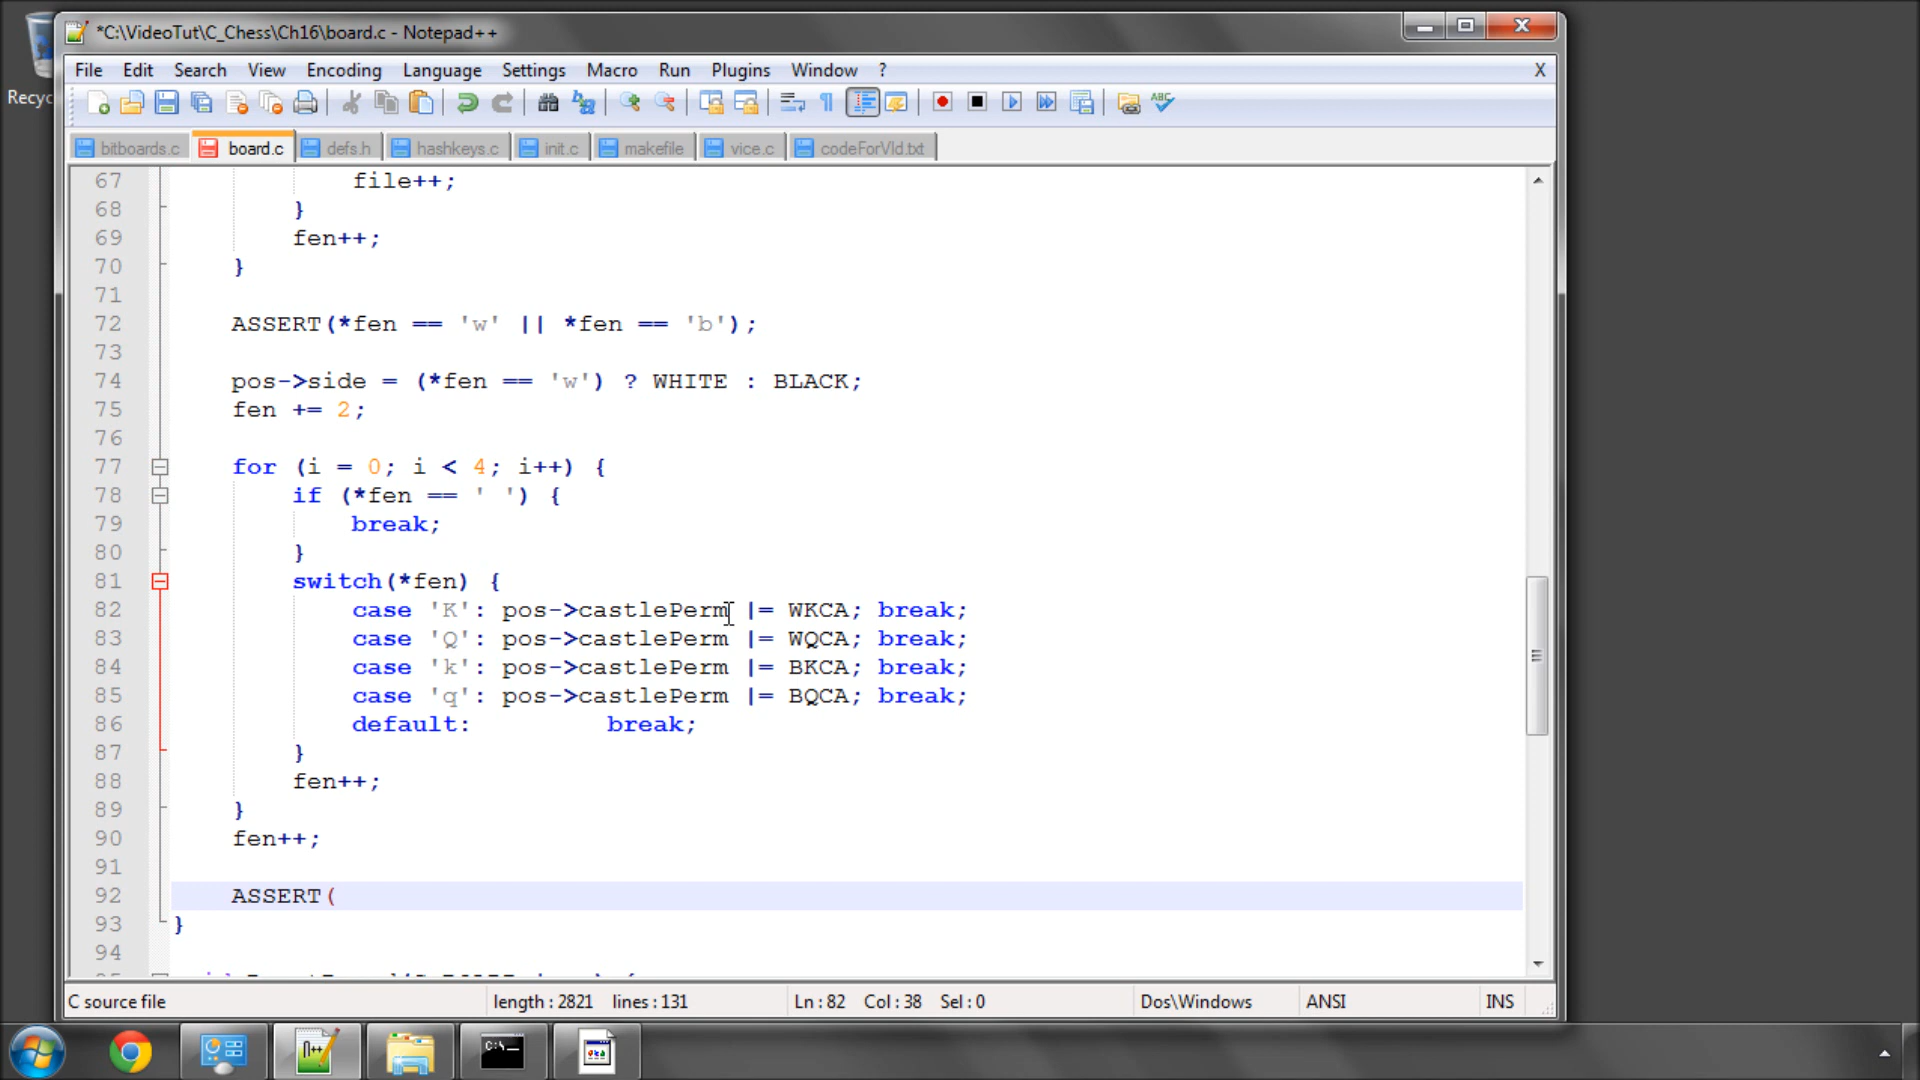 *C:\VideoTut\C_Chess\Ch16\board.c - Notepad++
Recyc
File Edit Search View Encoding Language Settings Macro Run Plugins Window ? X
bitboards.c board.c defs.h hashkeys.c init.c makefile vice.c codeForVid.txt
67 file++;
68 }
69 fen++;
70 }
71
72 ASSERT(*fen == 'w' || *fen == 'b');
73
74 pos->side = (*fen == 'w') ? WHITE : BLACK;
75 fen += 2;
76
77 for (i = 0; i < 4; i++) {
78 if (*fen == ' ') {
79 break;
80 }
81 switch(*fen) {
82 case 'K': pos->castlePerm |= WKCA; break;
83 case 'Q': pos->castlePerm |= WQCA; break;
84 case 'k': pos->castlePerm |= BKCA; break;
85 case 'q': pos->castlePerm |= BQCA; break;
86 default: break;
87 }
88 fen++;
89 }
90 fen++;
91
92 ASSERT(
93 }
94
C source file length : 2821 lines : 131 Ln : 82 Col : 38 Sel : 0 Dos\Windows ANSI INS